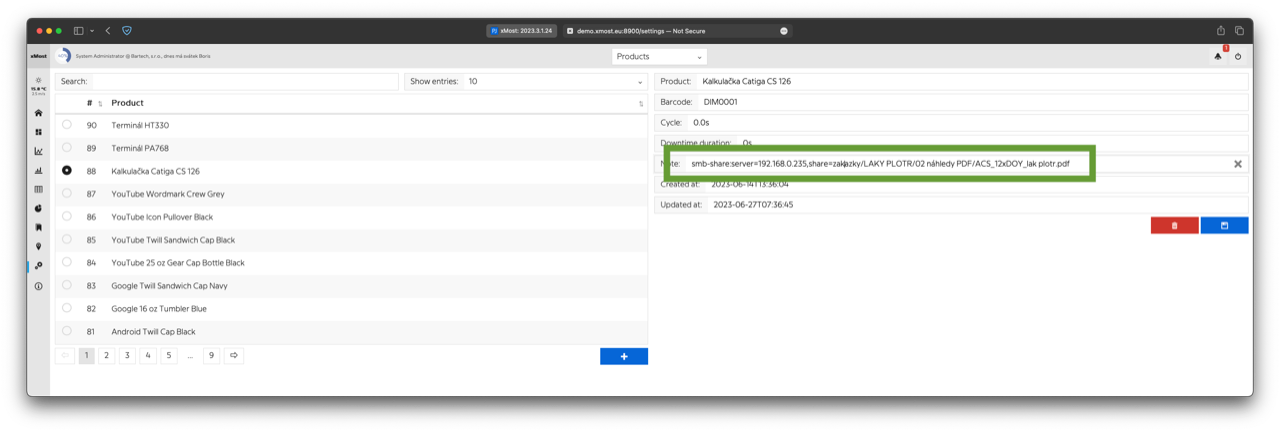 xMost: 2023.3.1.24
demo.xmost.eu:8900/settings — Not Secure
xMost
System Administrator @ Bartech, s.r.o., dnes má svátek Boris
Products
1
15.8 °C
Search:
Show entries: 10
# Product
90 Terminál HT330
89 Terminál PA768
88 Kalkulačka Catiga CS 126
87 YouTube Wordmark Crew Grey
86 YouTube Icon Pullover Black
85 YouTube Twill Sandwich Cap Black
84 YouTube 25 oz Gear Cap Bottle Black
83 Google Twill Sandwich Cap Navy
82 Google 16 oz Tumbler Blue
81 Android Twill Cap Black
1 2 3 4 5 ... 9
+
Product: Kalkulačka Catiga CS 126
Barcode: DIM0001
Cycle: 0.0s
Downtime duration: 0s
Note: smb-share:server=192.168.0.235,share=zakazky/LAKY PLOTR/02 náhledy PDF/ACS_12xDOY_lak plotr.pdf
Created at: 2023-06-14T13:36:04
Updated at: 2023-06-27T07:36:45